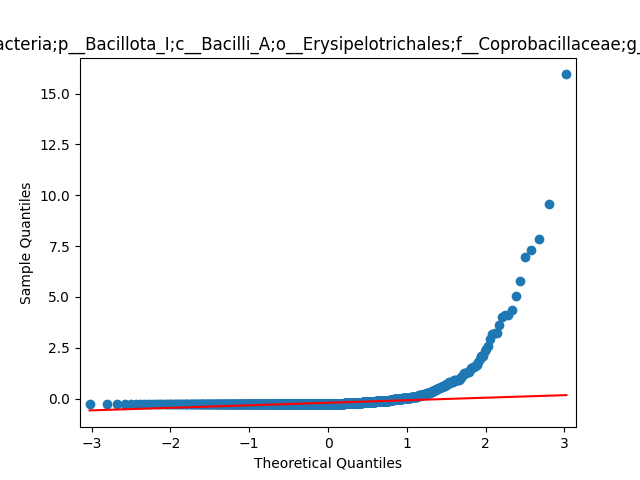 acteria;p__Bacillota_I;c__Bacilli_A;o__Erysipelotrichales;f__Coprobacillaceae;g_
15.0
12.5
10.0
7.5
5.0
2.5
0.0
Sample Quantiles
−3 −2 −1 0 1 2 3
Theoretical Quantiles